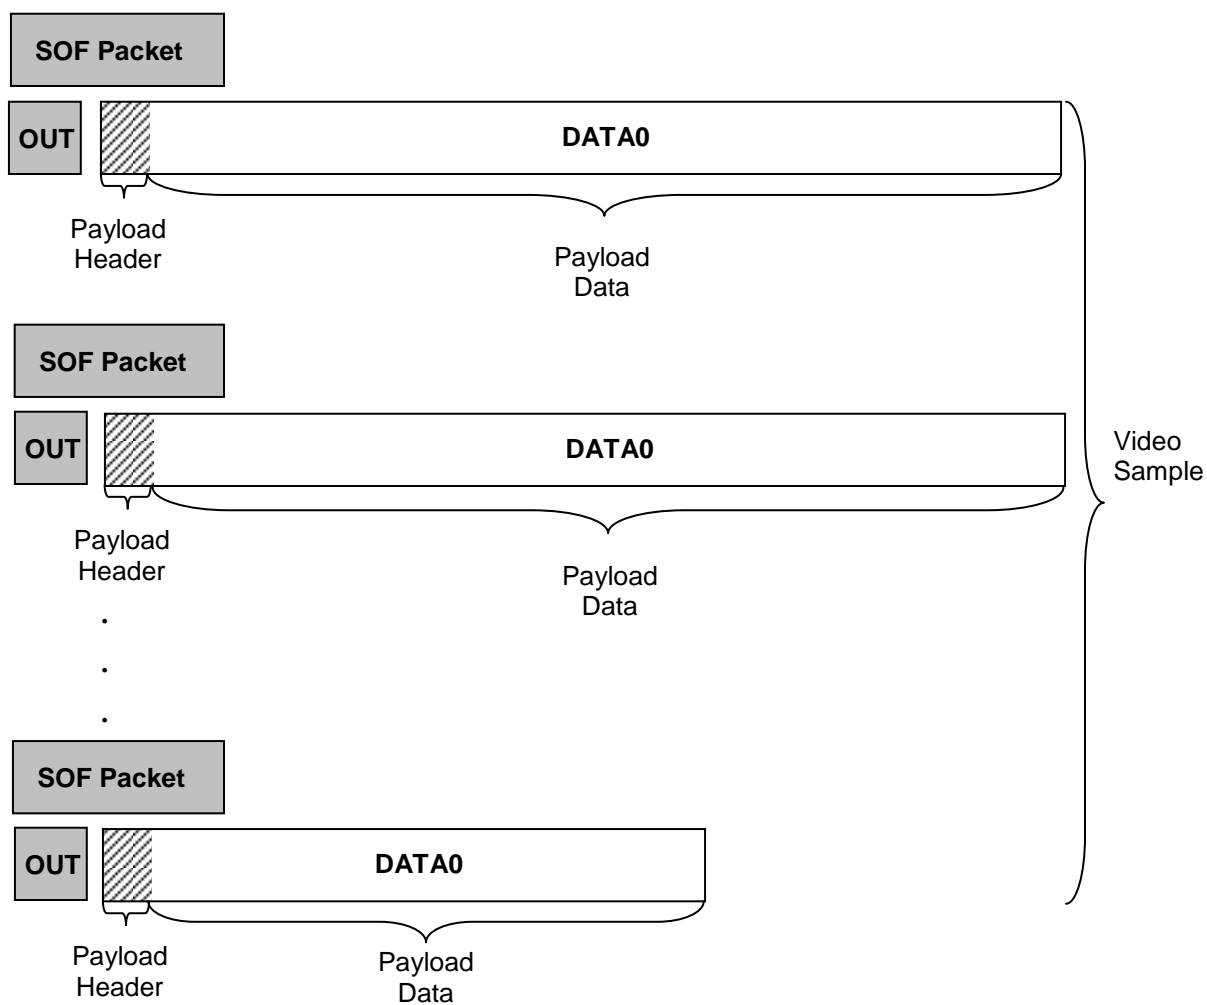 SOF Packet
OUT
DATA0
Payload
Header
Payload
Data
SOF Packet
OUT
DATA0
Video
Sample
Payload
Header
Payload
Data
.
.
.
SOF Packet
OUT
DATA0
Payload
Header
Payload
Data